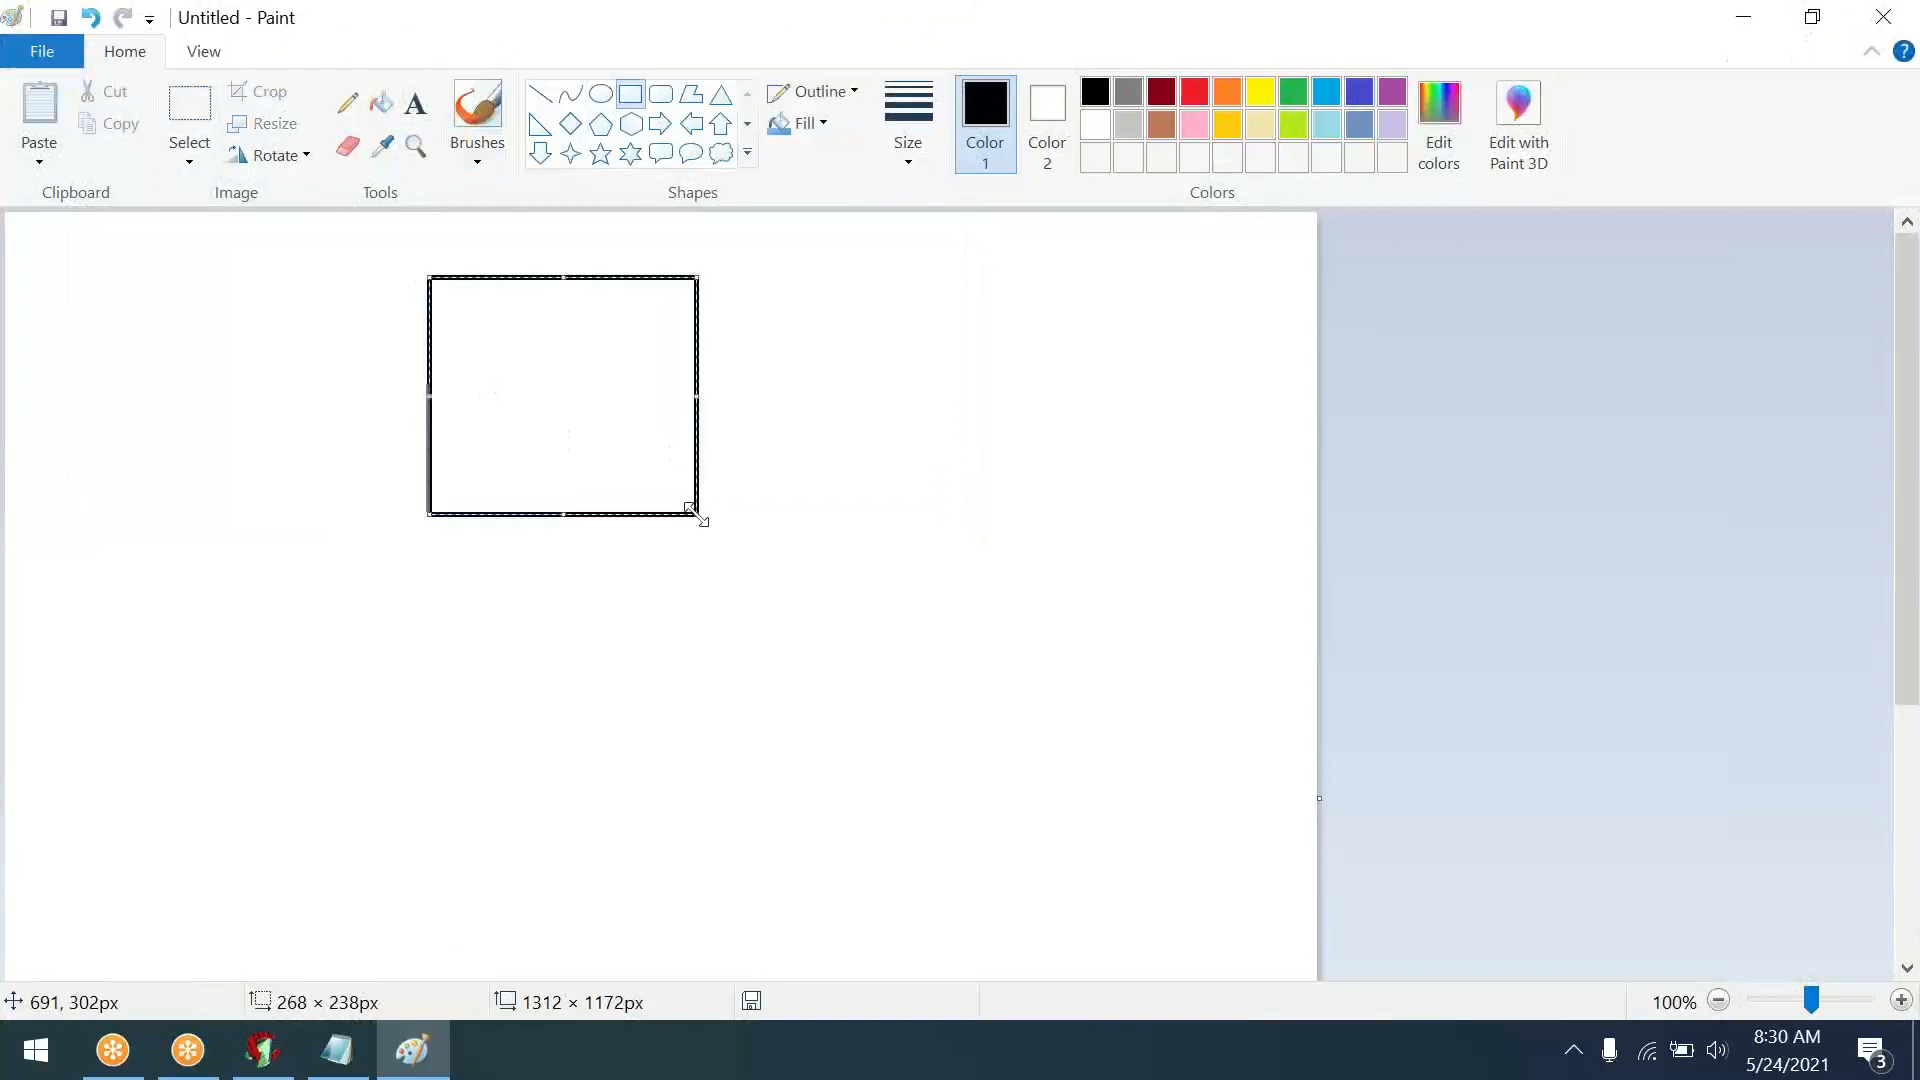 Untitled - Paint
File Home View
Paste
Cut
Copy
Clipboard
Select
Crop
Resize
Rotate
Image
A
Tools
Brushes
Shapes
Outline
Fill
Size
Color 1
Color 2
Colors
Edit colors
Edit with Paint 3D
?
691, 302px
268 × 238px
1312 × 1172px
100%
8:30 AM
5/24/2021
3